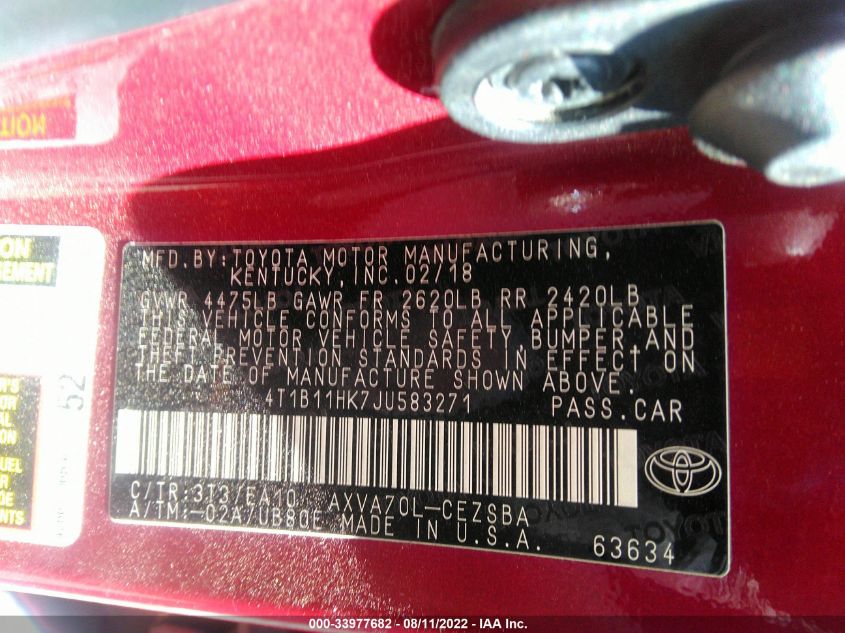 MFD.BY:TOYOTA MOTOR MANUFACTURING,
KENTUCKY, INC. 02/18
GVWR 4475LB GAWR FR 2620LB RR 2420LB
THIS VEHICLE CONFORMS TO ALL APPLICABLE
FEDERAL MOTOR VEHICLE SAFETY, BUMPER, AND
THEFT PREVENTION STANDARDS IN EFFECT ON
THE DATE OF MANUFACTURE SHOWN ABOVE.
4T1B11HK7JU583271 PASS.CAR
C/TR:3T3/EA10 AXVA70L-CEZSBA
A/TM:-02A/UB80E MADE IN U.S.A. 63634
52
000-33977682 - 08/11/2022 - IAA Inc.